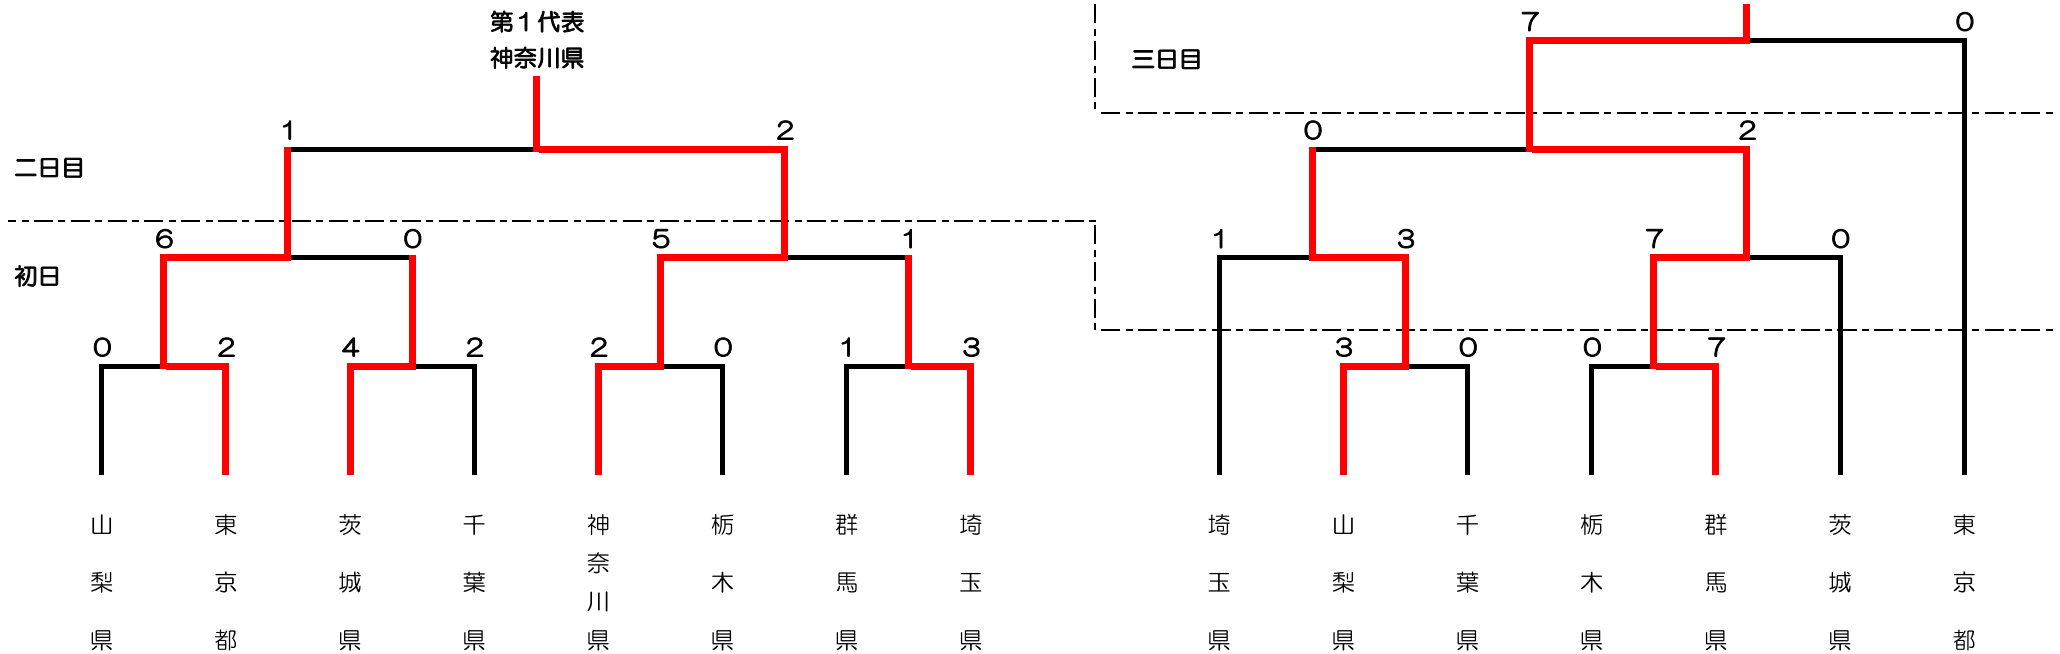 第１代表
神奈川県
7 0
三日目
1 2
0 2
二日目
6 0 5 1
1 3 7 0
初日
0 2 4 2 2 0 1 3
3 0 0 7
山梨県
東京都
茨城県
千葉県
神奈川県
栃木県
群馬県
埼玉県
埼玉県
山梨県
千葉県
栃木県
群馬県
茨城県
東京都